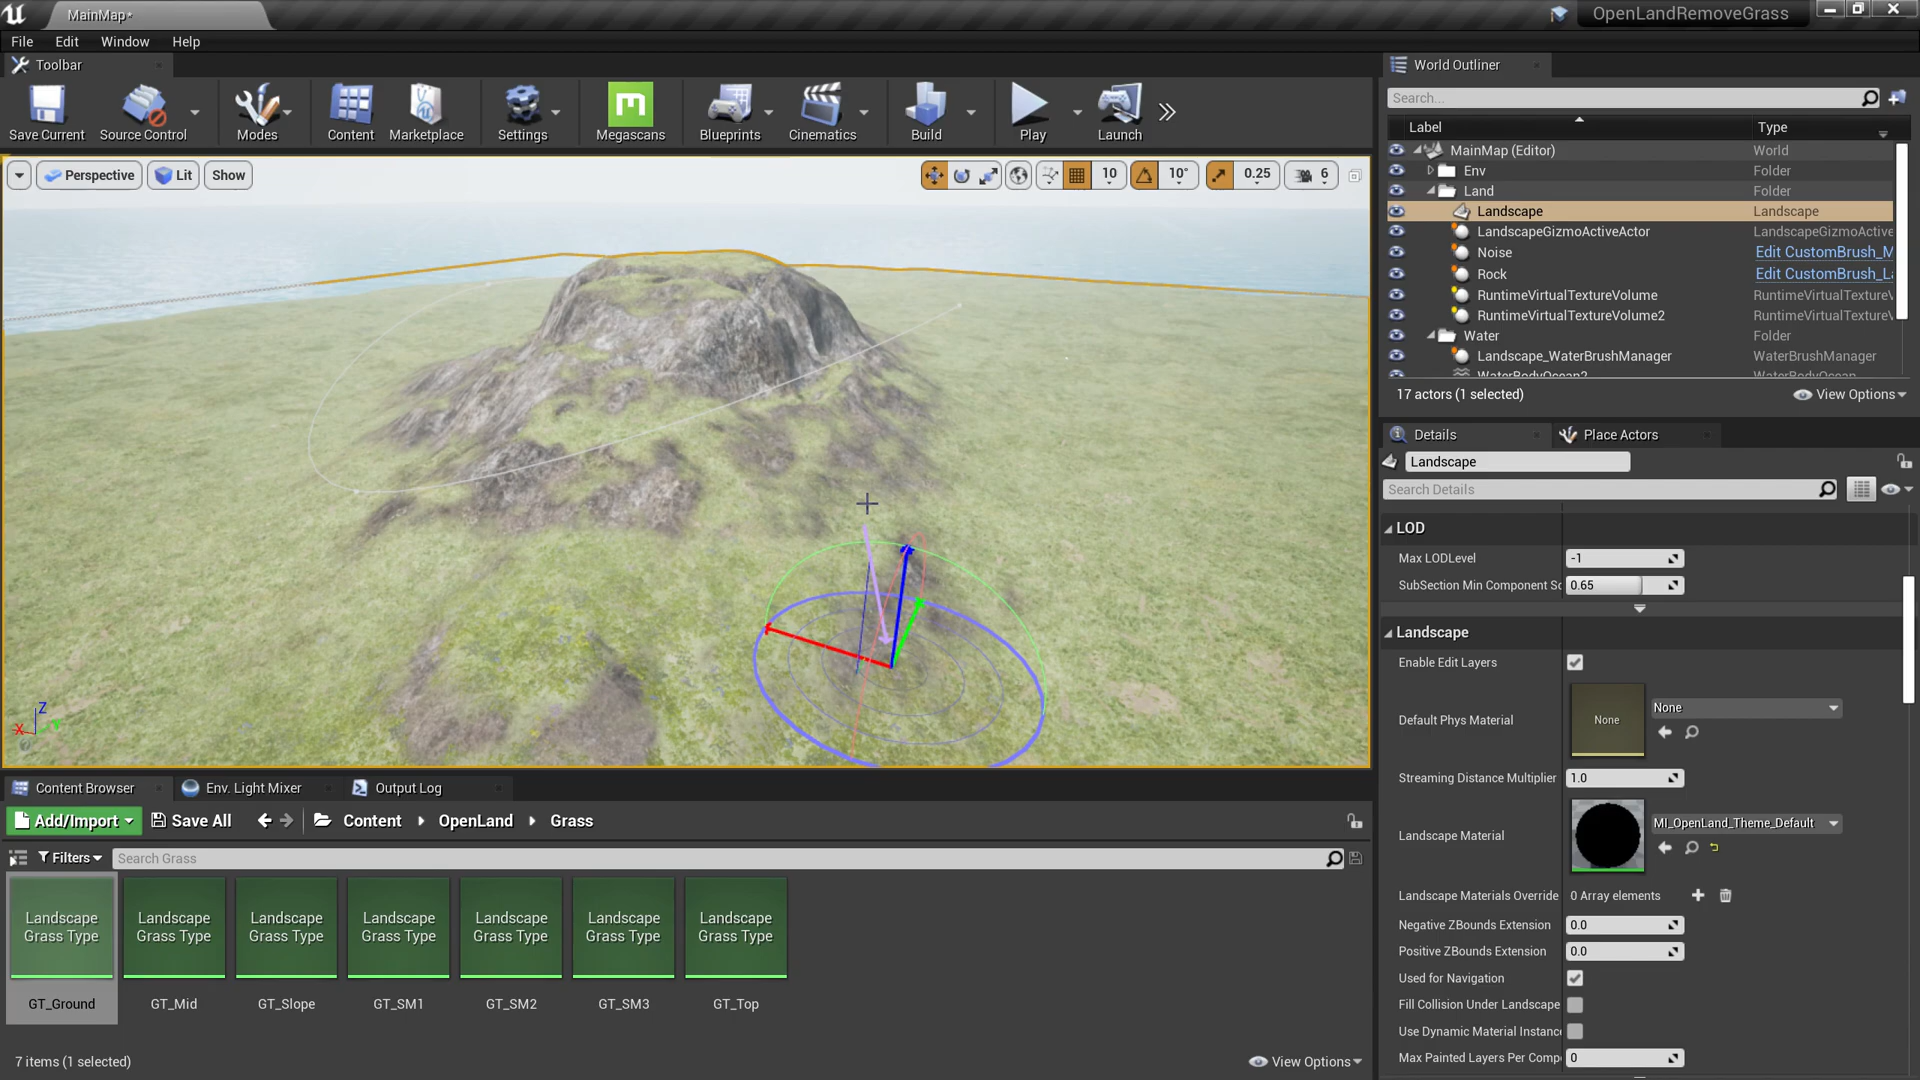 MainMap*
OpenLandRemoveGrass
File Edit Window Help
Toolbar
Save Current Source Control Modes Content Marketplace Settings Megascans Blueprints Cinematics Build Play Launch
Perspective Lit Show
10 10° 0.25 6
World Outliner
Search...
Label Type
MainMap (Editor) World
Env Folder
Land Folder
Landscape Landscape
LandscapeGizmoActiveActor LandscapeGizmoActive
Noise Edit CustomBrush_M
Rock Edit CustomBrush_La
RuntimeVirtualTextureVolume RuntimeVirtualTextureV
RuntimeVirtualTextureVolume2 RuntimeVirtualTextureV
Water Folder
Landscape_WaterBrushManager WaterBrushManager
WaterBodyOcean2 WaterBodyOcean
17 actors (1 selected) View Options
Details Place Actors
Landscape
Search Details
LOD
Max LODLevel -1
SubSection Min Component Sc 0.65
Landscape
Enable Edit Layers
Default Phys Material None None
Streaming Distance Multiplier 1.0
Landscape Material MI_OpenLand_Theme_Default
Landscape Materials Override 0 Array elements
Negative ZBounds Extension 0.0
Positive ZBounds Extension 0.0
Used for Navigation
Fill Collision Under Landscape
Use Dynamic Material Instance
Max Painted Layers Per Comp 0
X Z Y
Content Browser Env. Light Mixer Output Log
Add/Import Save All Content OpenLand Grass
Filters Search Grass
Landscape Grass Type GT_Ground
Landscape Grass Type GT_Mid
Landscape Grass Type GT_Slope
Landscape Grass Type GT_SM1
Landscape Grass Type GT_SM2
Landscape Grass Type GT_SM3
Landscape Grass Type GT_Top
7 items (1 selected) View Options